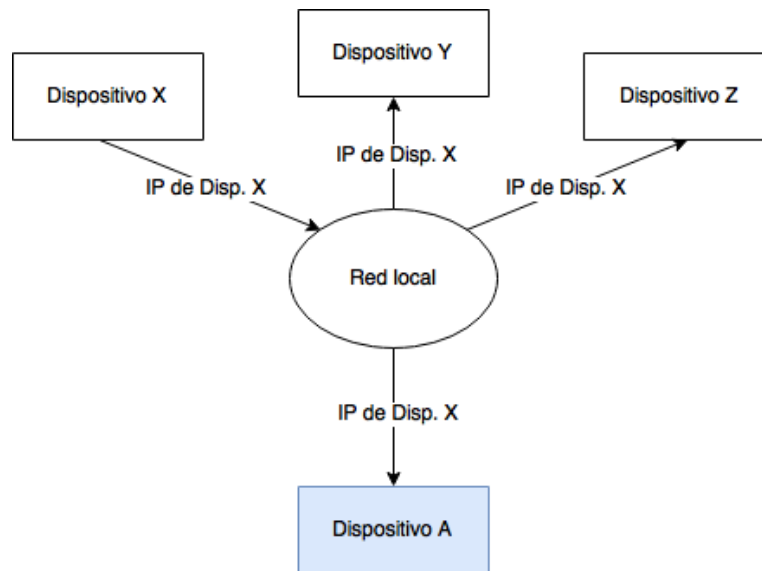 Dispositivo Y
Dispositivo X
Dispositivo Z
IP de Disp. X
IP de Disp. X
IP de Disp. X
Red local
IP de Disp. X
Dispositivo A